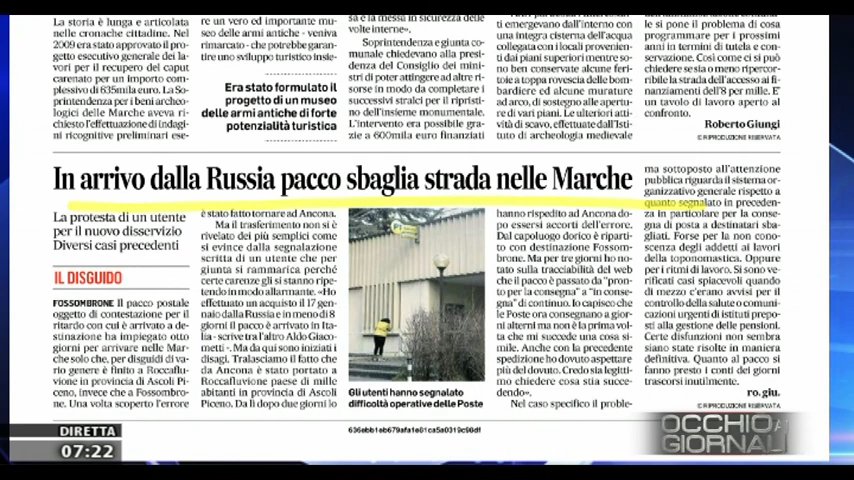 La storia è lunga e articolata
nelle cronache cittadine. Nel
2009 era stato approvato il pro-
getto esecutivo generale dei la-
vori per il recupero del caput
carenato per un importo com-
plessivo di 635mila euro. La So-
printendenza per i beni archeo-
logici delle Marche aveva ri-
chiesto l'effettuazione di indagi-
ni ricognitive preliminari ese-
re un vero ed importante mu-
seo delle armi antiche - veniva
rimarcato - che potrebbe garan-
tire uno sviluppo turistico insie-
Era stato formulato il
progetto di un museo
delle armi antiche di forte
potenzialità turistica
sa e la messa in sicurezza delle
volte interne».
Soprintendenza e giunta co-
munale chiedevano alla presi-
denza del Consiglio dei mini-
stri di poter attingere ad altre ri-
sorse in modo da completare i
successivi stralci per il ripristi-
no dell'insieme monumentale.
L'intervento era possibile gra-
zie a 600mila euro finanziati
emergevano dall'interno con
una integra cisterna dell'acqua
collegata con i locali provenien-
ti dai piani superiori mentre so-
no ben conservate alcune feri-
toie a toppa rovescia delle bom-
bardiere ed alcune murature
ad arco, di sostegno alle apertu-
re di vari piani. Le ulteriori atti-
vità di scavo, effettuate dall'Isti-
tuto di archeologia medievale
se si pone il problema di cosa
programmare per i prossimi
anni in termini di tutela e con-
servazione. Così come ci si può
chiedere se sia o meno ripercor-
ribile la strada dell'accesso ai fi-
nanziamenti dell'8 per mille. E'
un tavolo di lavoro aperto al
confronto.
Roberto Giungi
© RIPRODUZIONE RISERVATA
In arrivo dalla Russia pacco sbaglia strada nelle Marche
La protesta di un utente
per il nuovo disservizio
Diversi casi precedenti
IL DISGUIDO
FOSSOMBRONE Il pacco postale
oggetto di contestazione per il
ritardo con cui è arrivato a de-
stinazione ha impiegato otto
giorni per arrivare nelle Mar-
che solo che, per disguidi di va-
rio genere è finito a Roccaflu-
vione in provincia di Ascoli Pi-
ceno, invece che a Fossombro-
ne. Una volta scoperto l'errore
è stato fatto tornare ad Ancona.
Ma il trasferimento non si è
rivelato dei più semplici come
si evince dalla segnalazione
scritta di un utente che per
giunta si rammarica perché
certe carenze gli si stanno ripe-
tendo in modo allarmante. «Ho
effettuato un acquisto il 17 gen-
naio dalla Russia e in meno di 8
giorni il pacco è arrivato in Ita-
lia - scrive tra l'altro Aldo Giaco-
metti -. Ma da qui sono iniziati i
disagi. Tralasciamo il fatto che
da Ancona è stato portato a
Roccafluvione paese di mille
abitanti in provincia di Ascoli
Piceno. Da lì dopo due giorni lo
Gli utenti hanno segnalato
difficoltà operative delle Poste
hanno rispedito ad Ancona do-
po essersi accorti dell'errore.
Dal capoluogo dorico è riparti-
to con destinazione Fossom-
brone. Ma per tre giorni ho no-
tato sulla tracciabilità del web
che il pacco è passato da "pron-
to per la consegna" a "in conse-
gna" di continuo. Io capisco che
le Poste ora consegnano a gior-
ni alterni ma non è la prima vol-
ta che mi succede una cosa si-
mile. Anche con la precedente
spedizione ho dovuto aspettare
più del dovuto. Credo sia legitti-
mo chiedere cosa stia succe-
dendo».
Nel caso specifico il proble-
ma sottoposto all'attenzione
pubblica riguarda il sistema or-
ganizzativo generale rispetto a
quanto segnalato in preceden-
za in particolare per la conse-
gna di posta a destinatari sba-
gliati. Forse per la non cono-
scenza degli addetti ai lavori
della toponomastica. Oppure
per i ritmi di lavoro. Si sono ve-
rificati casi spiacevoli quando
di mezzo c'erano avvisi per il
controllo della salute o comuni-
cazioni urgenti di istituti prepo-
sti alla gestione delle pensioni.
Certe disfunzioni non sembra
siano state risolte in maniera
definitiva. Quanto al pacco si
fanno presto i conti dei giorni
trascorsi inutilmente.
ro. giu.
© RIPRODUZIONE RISERVATA
DIRETTA
07:22
OCCHIO AI
GIORNALI